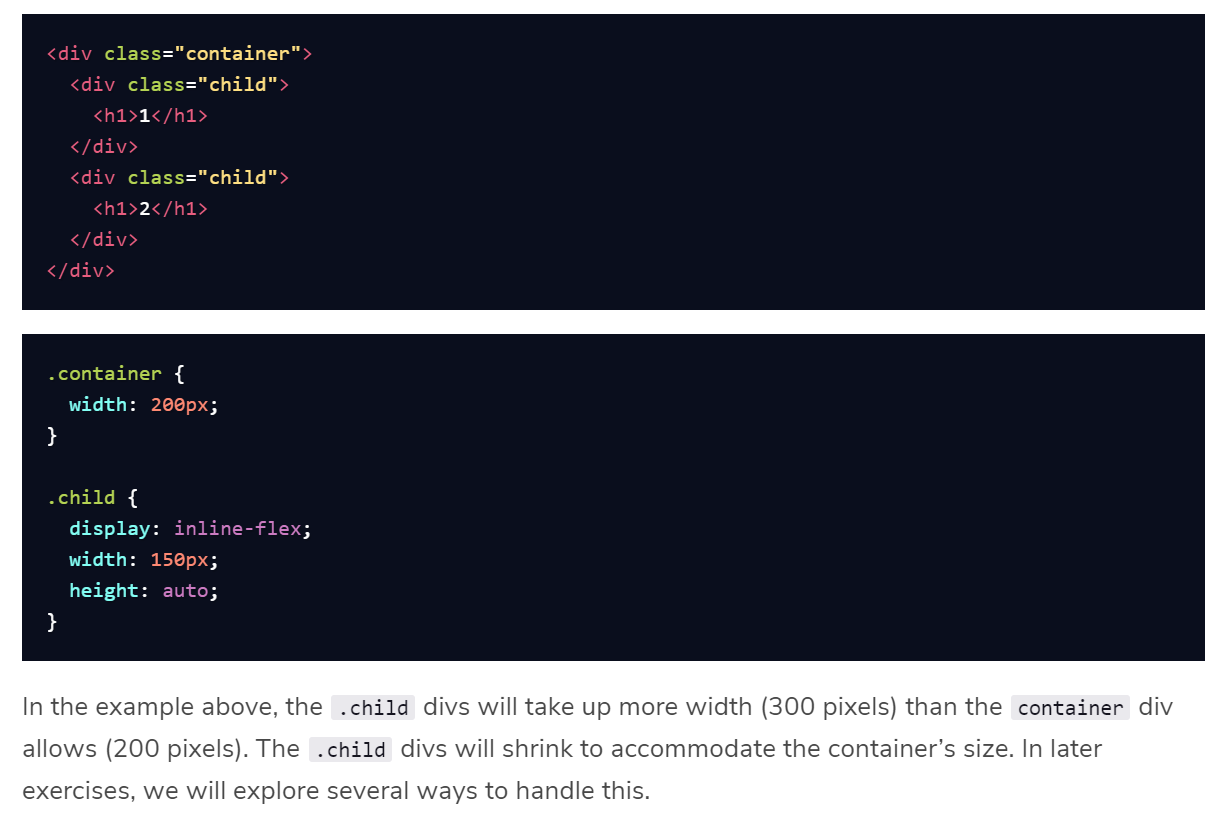 <div class="container">
  <div class="child">
    <h1>1</h1>
  </div>
  <div class="child">
    <h1>2</h1>
  </div>
</div>
.container {
  width: 200px;
}
.child {
  display: inline-flex;
  width: 150px;
  height: auto;
}
In the example above, the .child divs will take up more width (300 pixels) than the container div
allows (200 pixels). The .child divs will shrink to accommodate the container’s size. In later
exercises, we will explore several ways to handle this.